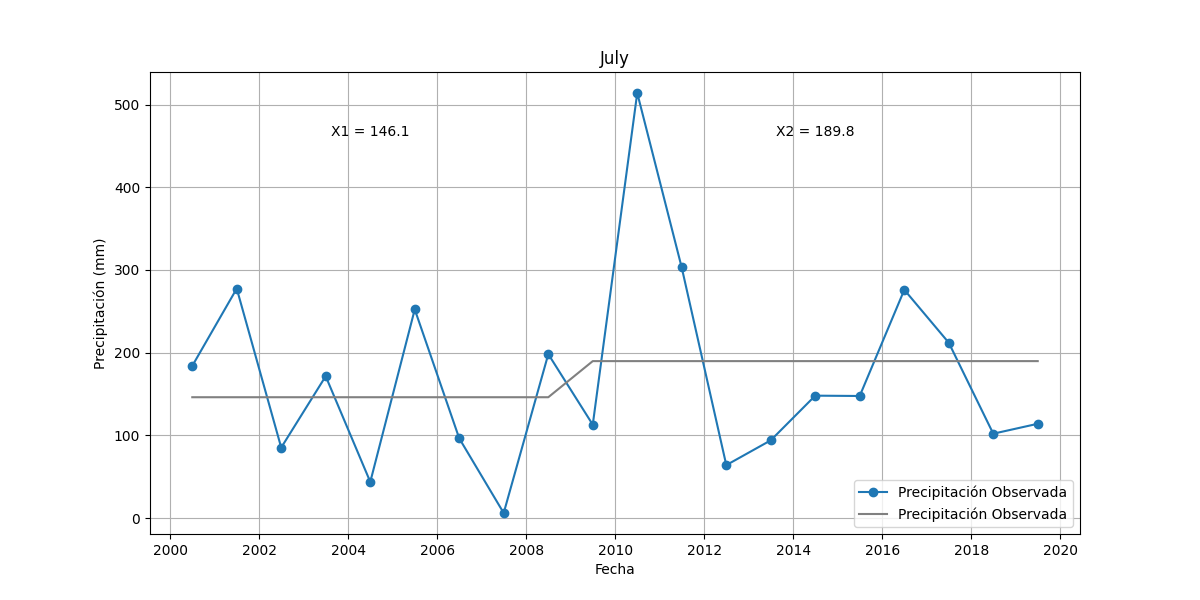 July
X1 = 146.1
X2 = 189.8
Precipitación (mm)
500
400
300
200
100
0
2000 2002 2004 2006 2008 2010 2012 2014 2016 2018 2020
Fecha
Precipitación Observada
Precipitación Observada